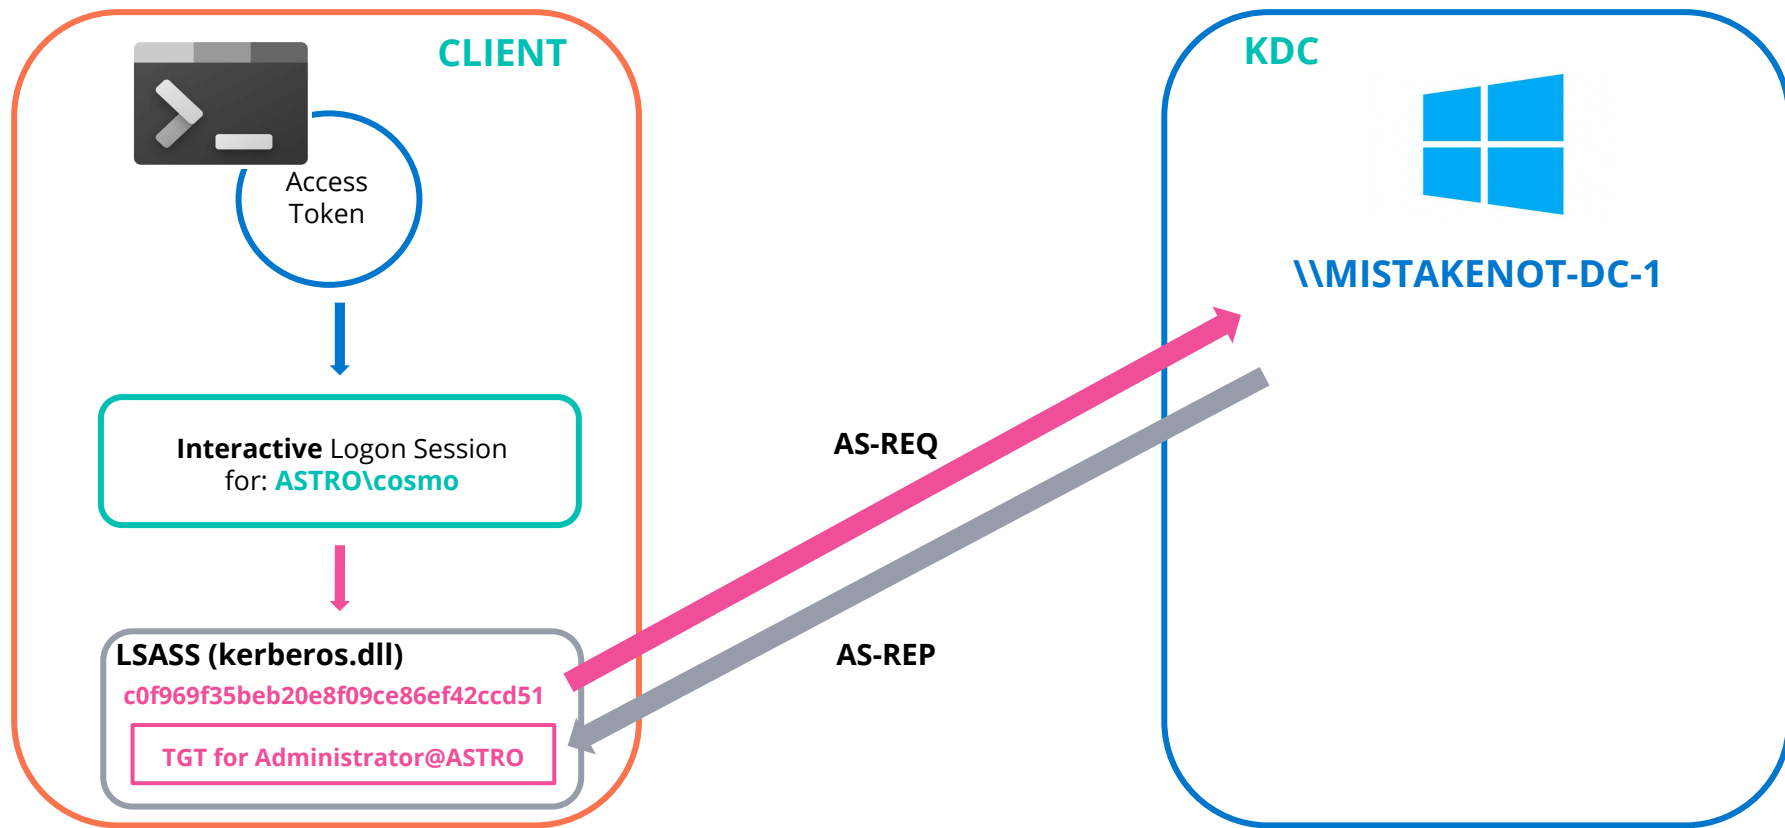 CLIENT
Access
Token
Interactive Logon Session
for: ASTRO\cosmo
LSASS (kerberos.dll)
c0f969f35beb20e8f09ce86ef42ccd51
TGT for Administrator@ASTRO
AS-REQ
AS-REP
KDC
\\MISTAKENOT-DC-1